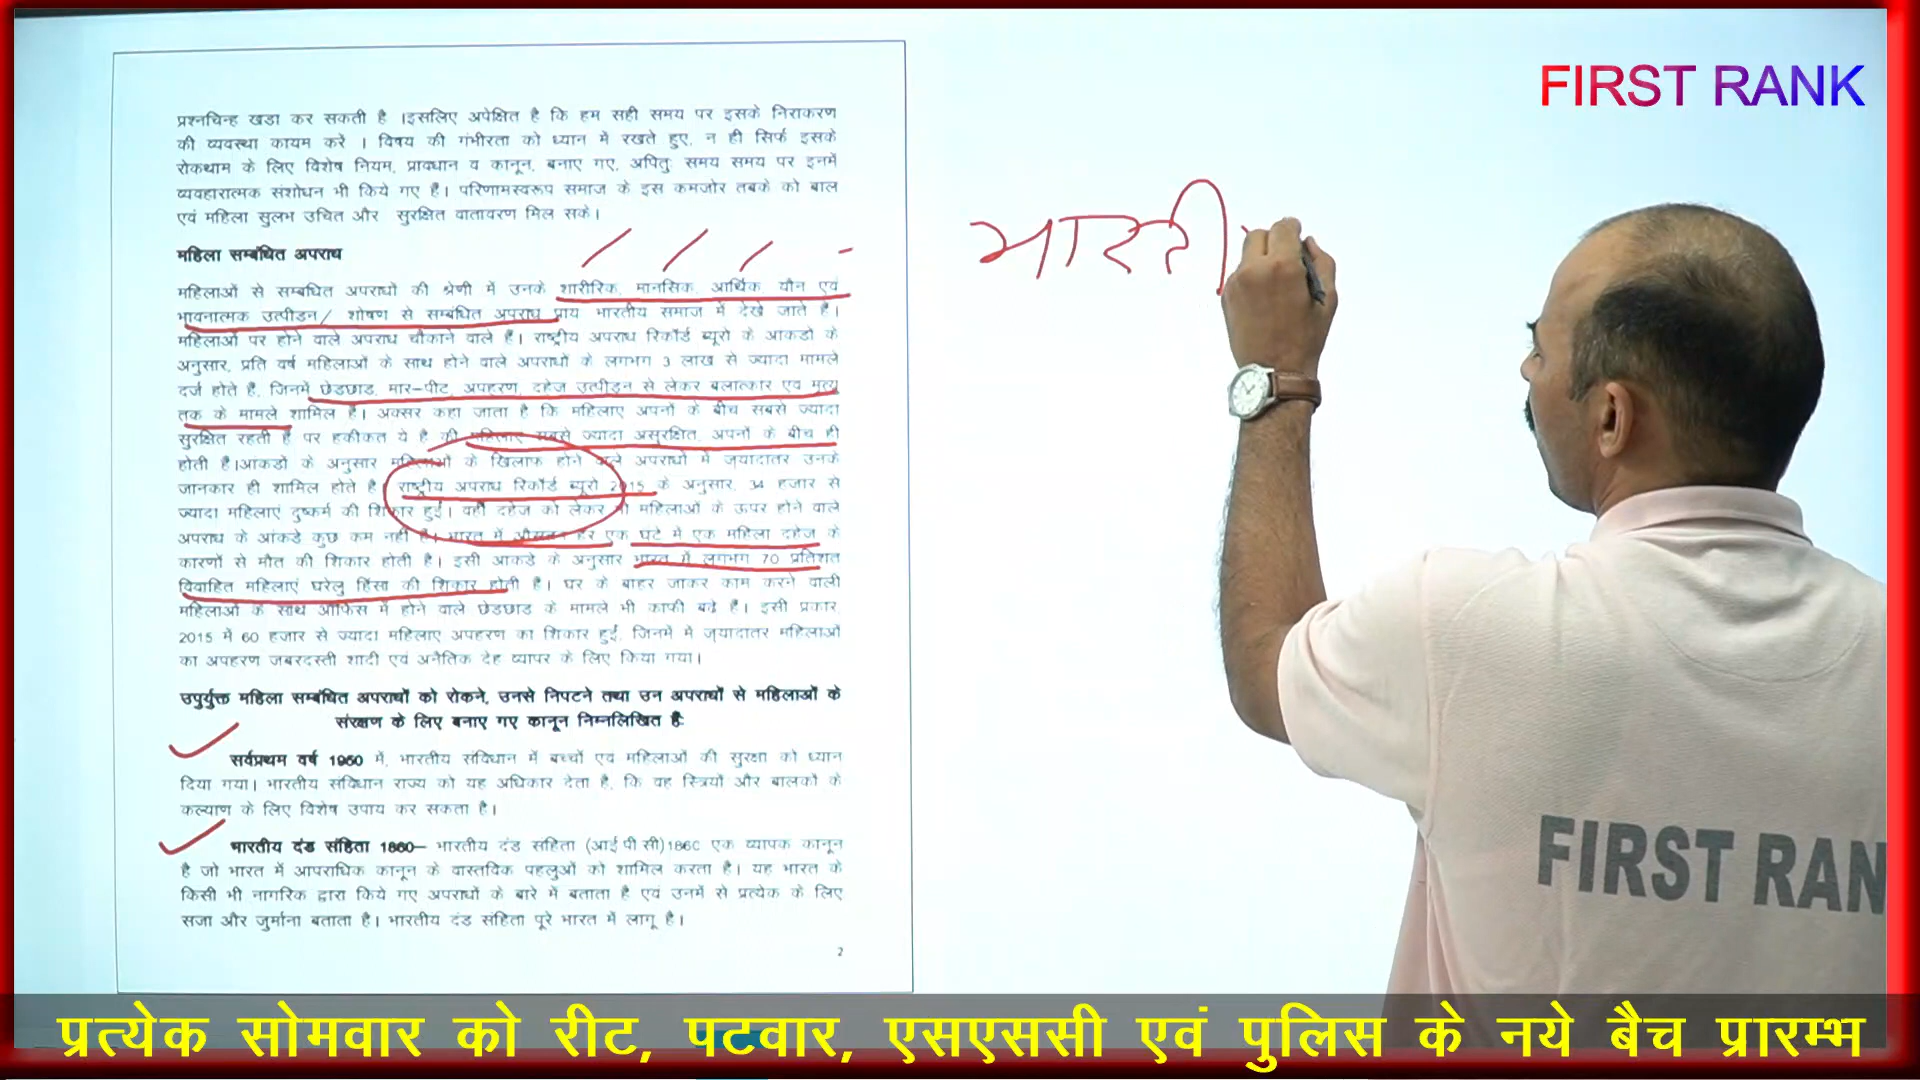 FIRST RANK
प्रश्नचिन्ह खडा कर सकती है ।इसलिए अपेक्षित है कि हम सही समय पर इसके निराकरण
की व्यवस्था कायम करें । विषय की गंभीरता को ध्यान में रखते हुए, न ही सिर्फ इसके
रोकथाम के लिए विशेष नियम, प्रावधान व कानून, बनाए गए, अपितु समय समय पर इनमें
व्यवहारात्मक संशोधन भी किये गए हैं। परिणामस्वरूप समाज के इस कमजोर तबके को बाल
एवं महिला सुलभ उचित और सुरक्षित वातावरण मिल सके।
महिला सम्बंधित अपराध
महिलाओं से सम्बंधित अपराधों की श्रेणी में उनके शारीरिक, मानसिक, आर्थिक, यौन एवं
भावनात्मक उत्पीडन/ शोषण से सम्बंधित अपराध प्राय भारतीय समाज में देखे जाते हैं।
महिलाओं पर होने वाले अपराध चौकाने वाले हैं। राष्ट्रीय अपराध रिकॉर्ड ब्यूरो के आकडो के
अनुसार, प्रति वर्ष महिलाओं के साथ होने वाले अपराधों के लगभग 3 लाख से ज्यादा मामले
दर्ज होते हैं, जिनमें छेडछाड, मार-पीट, अपहरण, दहेज उत्पीड़न से लेकर बलात्कार एवं मृत्यु
तक के मामले शामिल हैं। अक्सर कहा जाता है कि महिलाए अपनों के बीच सबसे ज्यादा
सुरक्षित रहती हैं पर हकीकत ये है की महिलाए सबसे ज्यादा असुरक्षित, अपनों के बीच ही
होती हैं।आंकडों के अनुसार महिलाओं के खिलाफ होने वाले अपराधो में ज्यादातर उनके
जानकार ही शामिल होते है। राष्ट्रीय अपराध रिकॉर्ड ब्यूरो 2015 के अनुसार, 34 हजार से
ज्यादा महिलाएं दुष्कर्म की शिकार हुई। वहीं दहेज को लेकर भी महिलाओं के ऊपर होने वाले
अपराध के आंकडे कुछ कम नहीं हैं। भारत में औसतन हर एक घंटे में एक महिला दहेज के
कारणों से मौत की शिकार होती है। इसी आकडे के अनुसार भारत में लगभग 70 प्रतिशत
विवाहित महिलाएं घरेलु हिंसा की शिकार होती है। घर के बाहर जाकर काम करने वाली
महिलाओं के साथ ऑफिस में होने वाले छेडछाड के मामले भी काफी बढे हैं। इसी प्रकार,
2015 में 60 हजार से ज्यादा महिलाए अपहरण का शिकार हुई, जिनमें में ज्यादातर महिलाओं
का अपहरण जबरदस्ती शादी एवं अनैतिक देह व्यापर के लिए किया गया।
उपुर्युक्त महिला सम्बंधित अपराधों को रोकने, उनसे निपटने तथा उन अपराधों से महिलाओं के
संरक्षण के लिए बनाए गए कानून निम्नलिखित हैं:
सर्वप्रथम वर्ष 1950 में, भारतीय संविधान में बच्चों एवं महिलाओं की सुरक्षा को ध्यान
दिया गया। भारतीय संविधान राज्य को यह अधिकार देता है, कि वह स्त्रियों और बालकों के
कल्याण के लिए विशेष उपाय कर सकता है।
भारतीय दंड संहिता 1860– भारतीय दंड संहिता (आई पी सी)1860 एक व्यापक कानून
है जो भारत में आपराधिक कानून के वास्तविक पहलुओं को शामिल करता है। यह भारत के
किसी भी नागरिक द्वारा किये गए अपराधों के बारे में बताता है एवं उनमें से प्रत्येक के लिए
सजा और जुर्माना बताता है। भारतीय दंड संहिता पूरे भारत में लागू है।
2
भारती
FIRST RAN
प्रत्येक सोमवार को रीट, पटवार, एसएससी एवं पुलिस के नये बैच प्रारम्भ